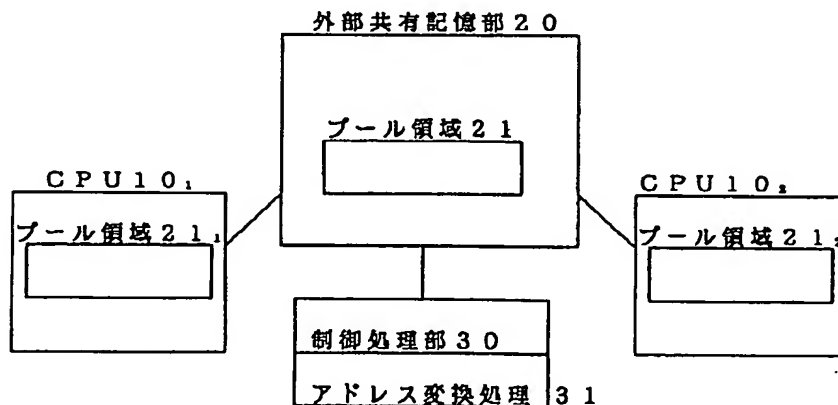 外部共有記憶部20
プール領域21
CPU10₁
プール領域21₁
CPU10₂
プール領域21₂
制御処理部30
アドレス変換処理31